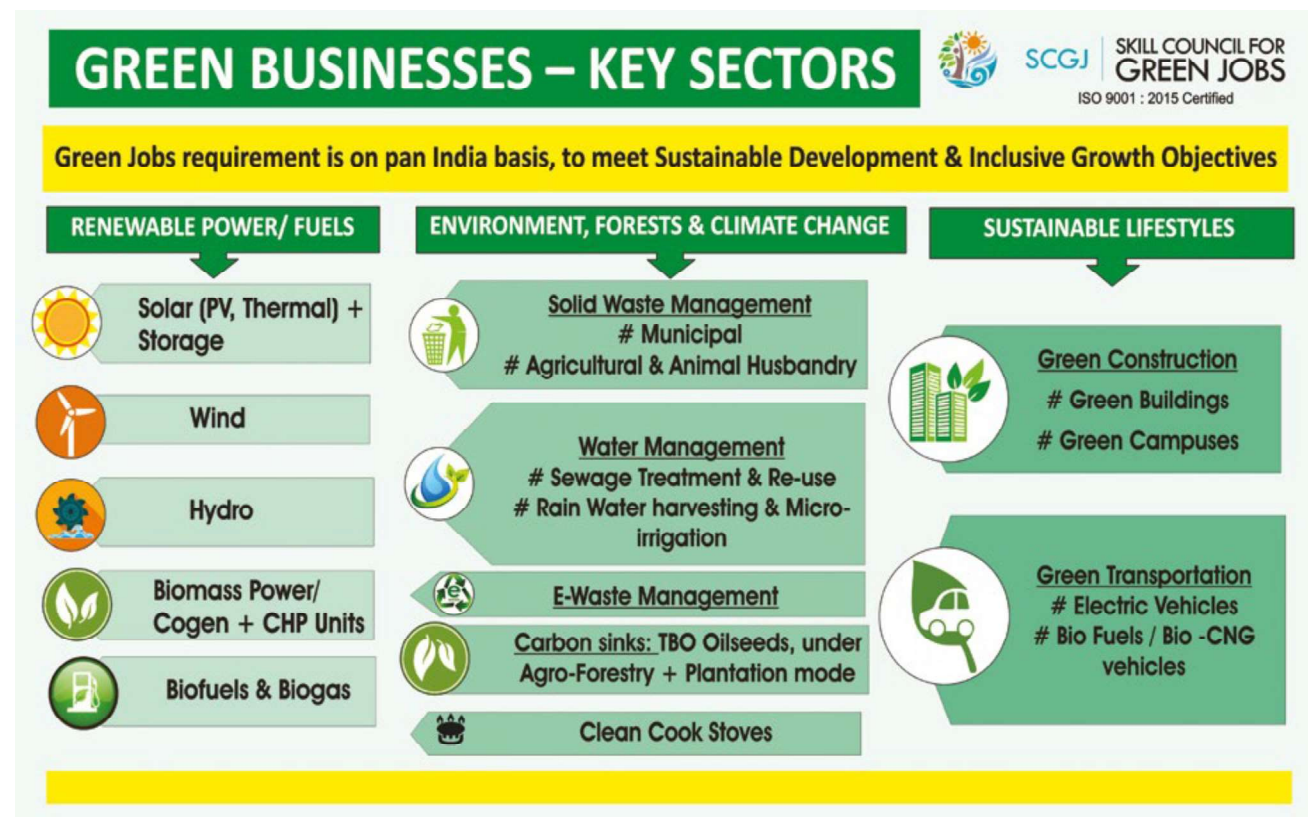 GREEN BUSINESSES – KEY SECTORS
SCGJ
SKILL COUNCIL FOR
GREEN JOBS
ISO 9001 : 2015 Certified
Green Jobs requirement is on pan India basis, to meet Sustainable Development & Inclusive Growth Objectives
RENEWABLE POWER/ FUELS
Solar (PV, Thermal) +
Storage
Wind
Hydro
Biomass Power/
Cogen + CHP Units
Biofuels & Biogas
ENVIRONMENT, FORESTS & CLIMATE CHANGE
Solid Waste Management
# Municipal
# Agricultural & Animal Husbandry
Water Management
# Sewage Treatment & Re-use
# Rain Water harvesting & Micro-
irrigation
e
E-Waste Management
Carbon sinks: TBO Oilseeds, under
Agro-Forestry + Plantation mode
Clean Cook Stoves
SUSTAINABLE LIFESTYLES
Green Construction
# Green Buildings
# Green Campuses
Green Transportation
# Electric Vehicles
# Bio Fuels / Bio -CNG
vehicles